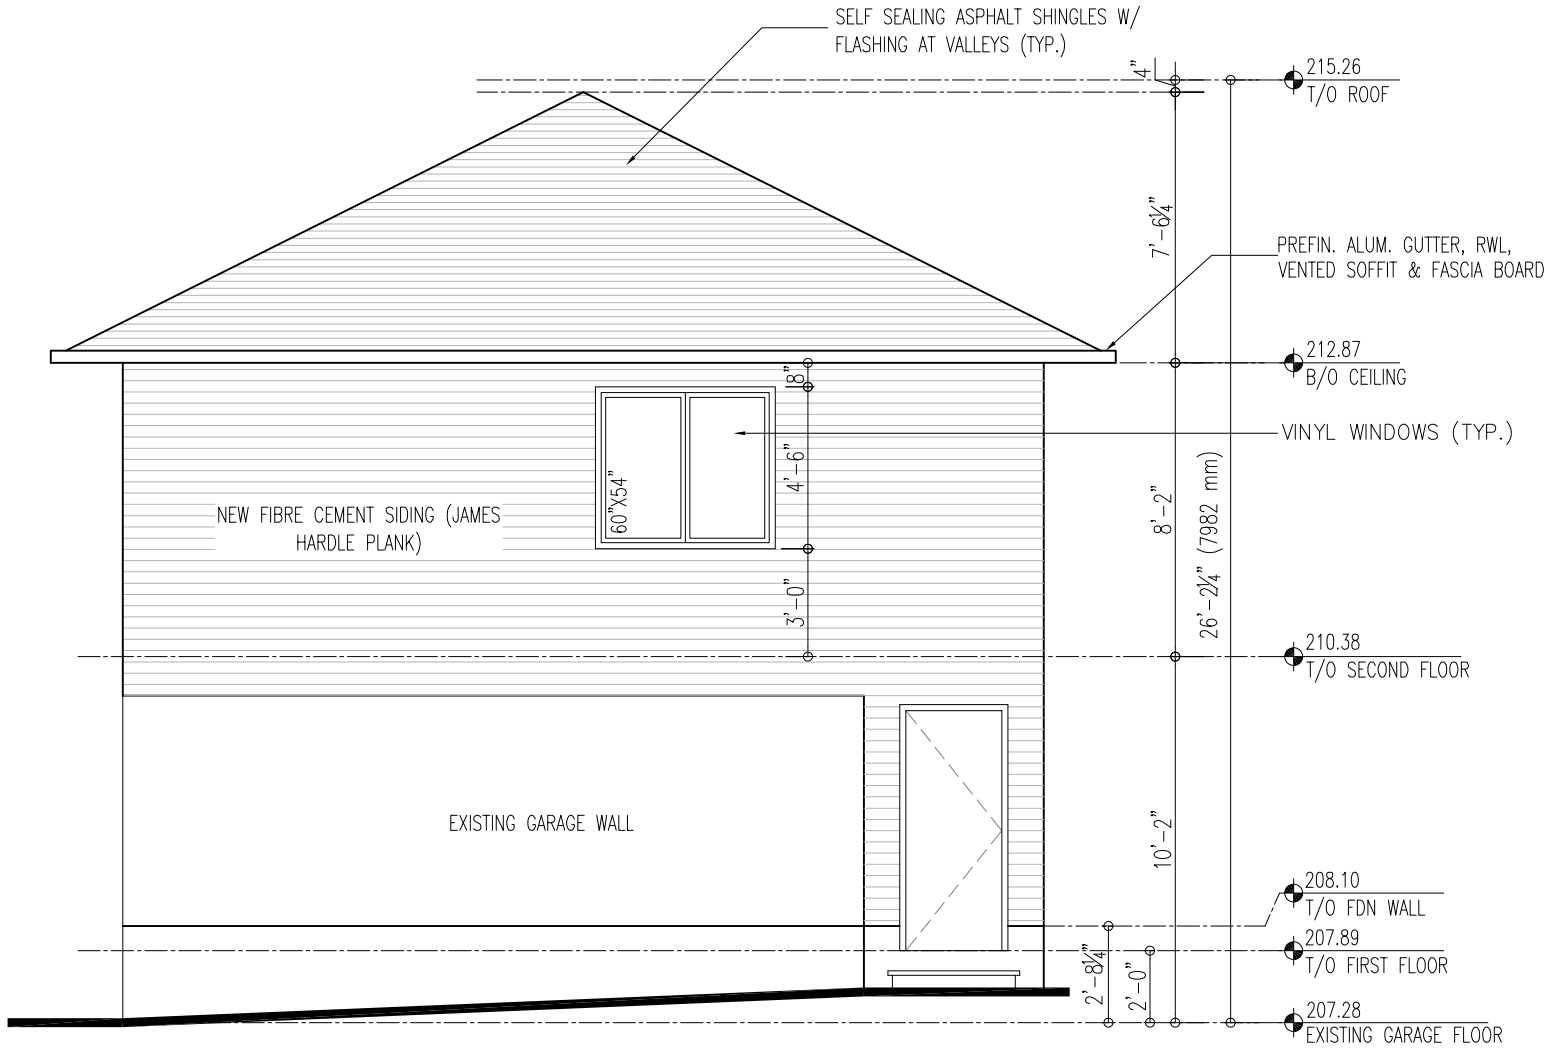 SELF SEALING ASPHALT SHINGLES W/
FLASHING AT VALLEYS (TYP.)
4"
215.26
T/O ROOF
7'-6¼"
PREFIN. ALUM. GUTTER, RWL,
VENTED SOFFIT & FASCIA BOARD
212.87
B/O CEILING
8"
VINYL WINDOWS (TYP.)
4'-6"
60"X54"
8'-2"
26'-2¼" (7982 mm)
NEW FIBRE CEMENT SIDING (JAMES
HARDLE PLANK)
3'-0"
210.38
T/O SECOND FLOOR
EXISTING GARAGE WALL
10'-2"
208.10
T/O FDN WALL
207.89
T/O FIRST FLOOR
2'-8¼"
2'-0"
207.28
EXISTING GARAGE FLOOR